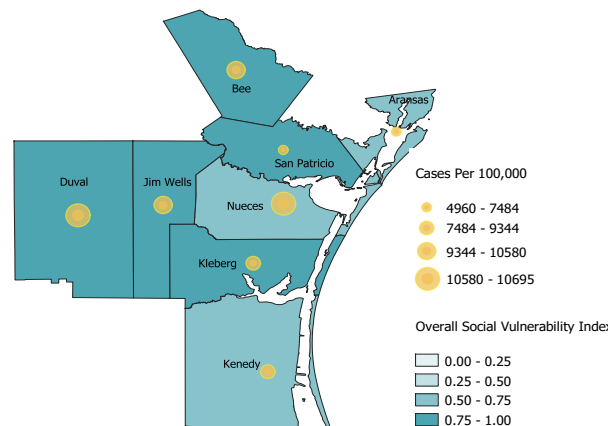 Bee
Aransas
San Patricio
Duval
Jim Wells
Nueces
Kleberg
Kenedy
Cases Per 100,000
4960 - 7484
7484 - 9344
9344 - 10580
10580 - 10695
Overall Social Vulnerability Index
0.00 - 0.25
0.25 - 0.50
0.50 - 0.75
0.75 - 1.00